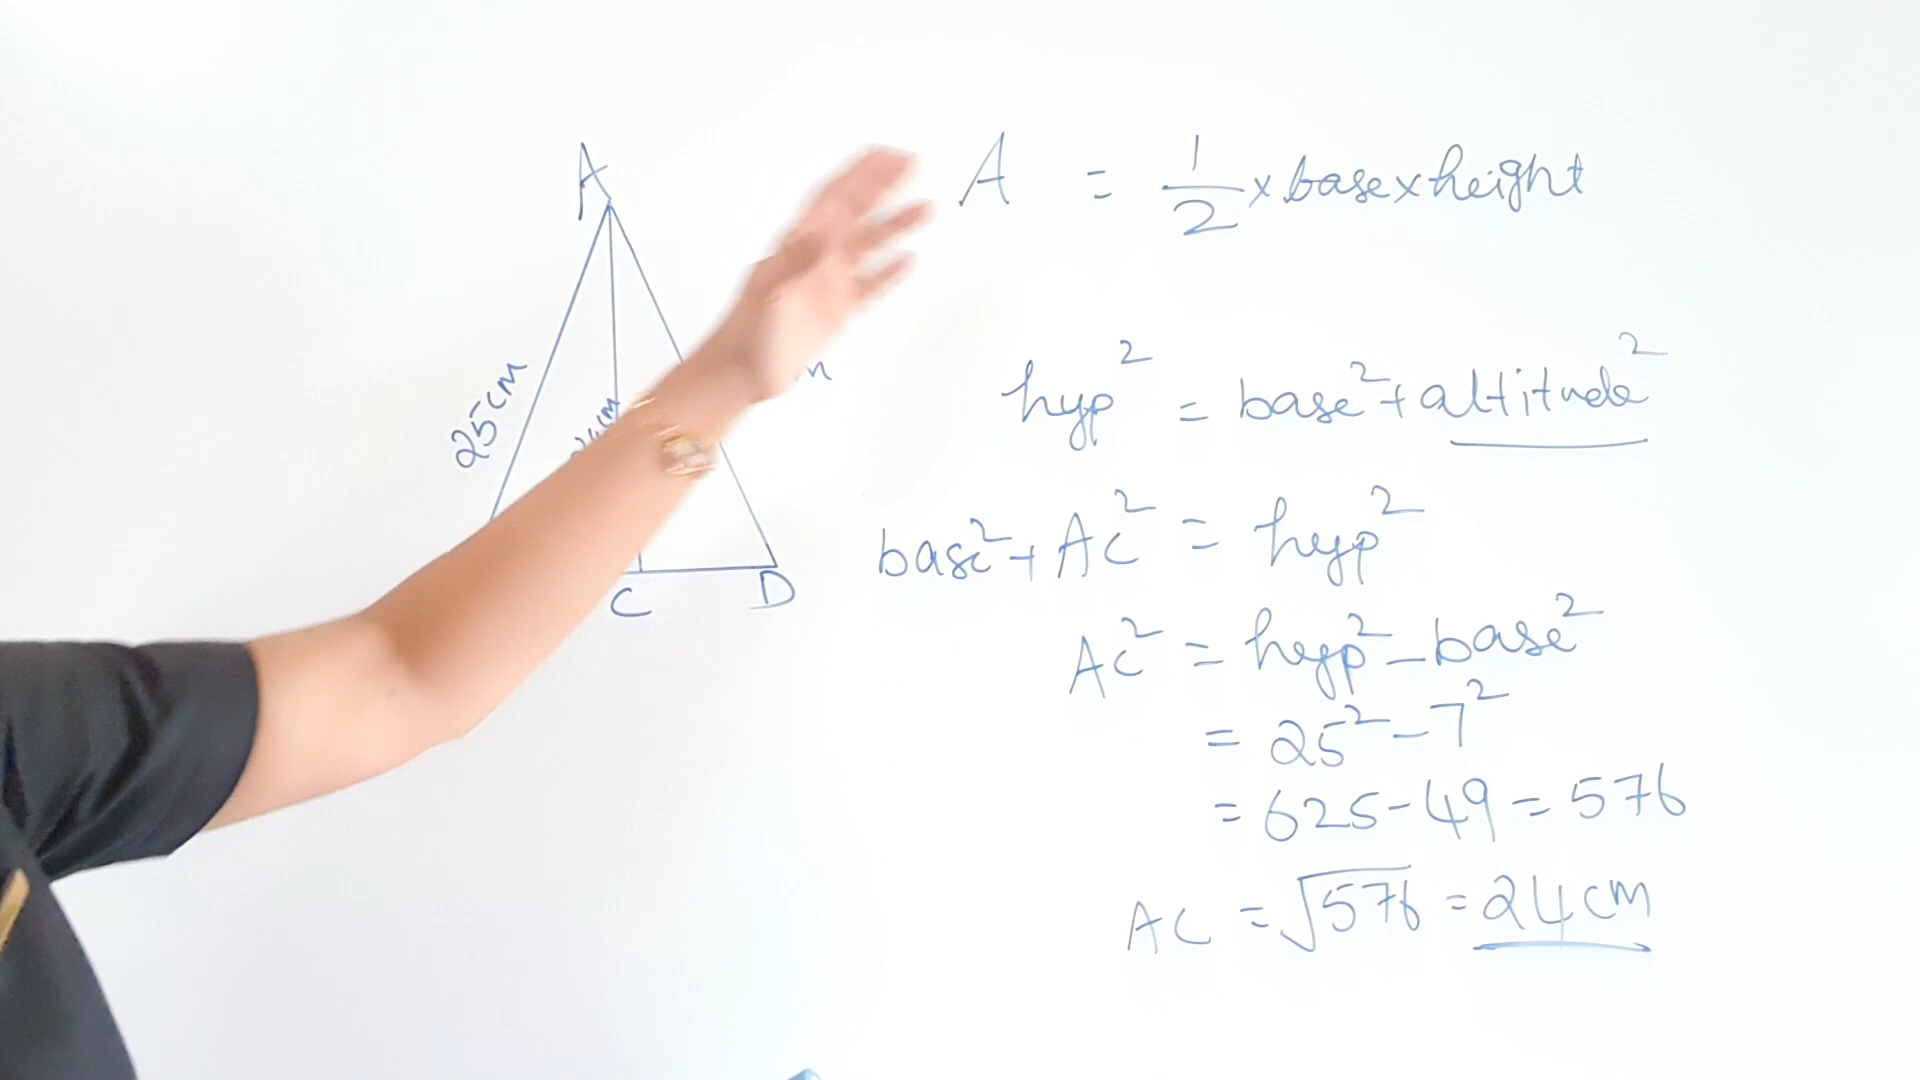 A
25cm
C
D
A = 1/2 × base × height
hyp² = base² + altitude²
base² + AC² = hyp²
AC² = hyp² - base²
= 25² - 7²
= 625 - 49 = 576
AC = √576 = 24cm